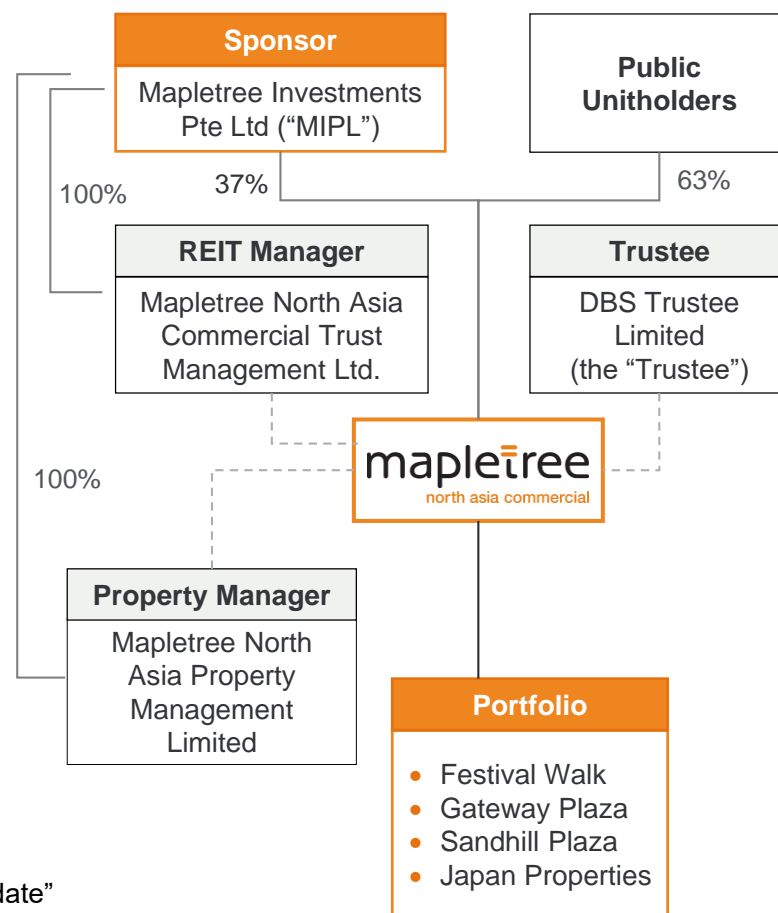 Sponsor
Mapletree Investments
Pte Ltd (“MIPL”)
Public
Unitholders
37%
63%
100%
REIT Manager
Mapletree North Asia
Commercial Trust
Management Ltd.
Trustee
DBS Trustee
Limited
(the “Trustee”)
mapletree
north asia commercial
100%
Property Manager
Mapletree North
Asia Property
Management
Limited
Portfolio
• Festival Walk
• Gateway Plaza
• Sandhill Plaza
• Japan Properties
date”